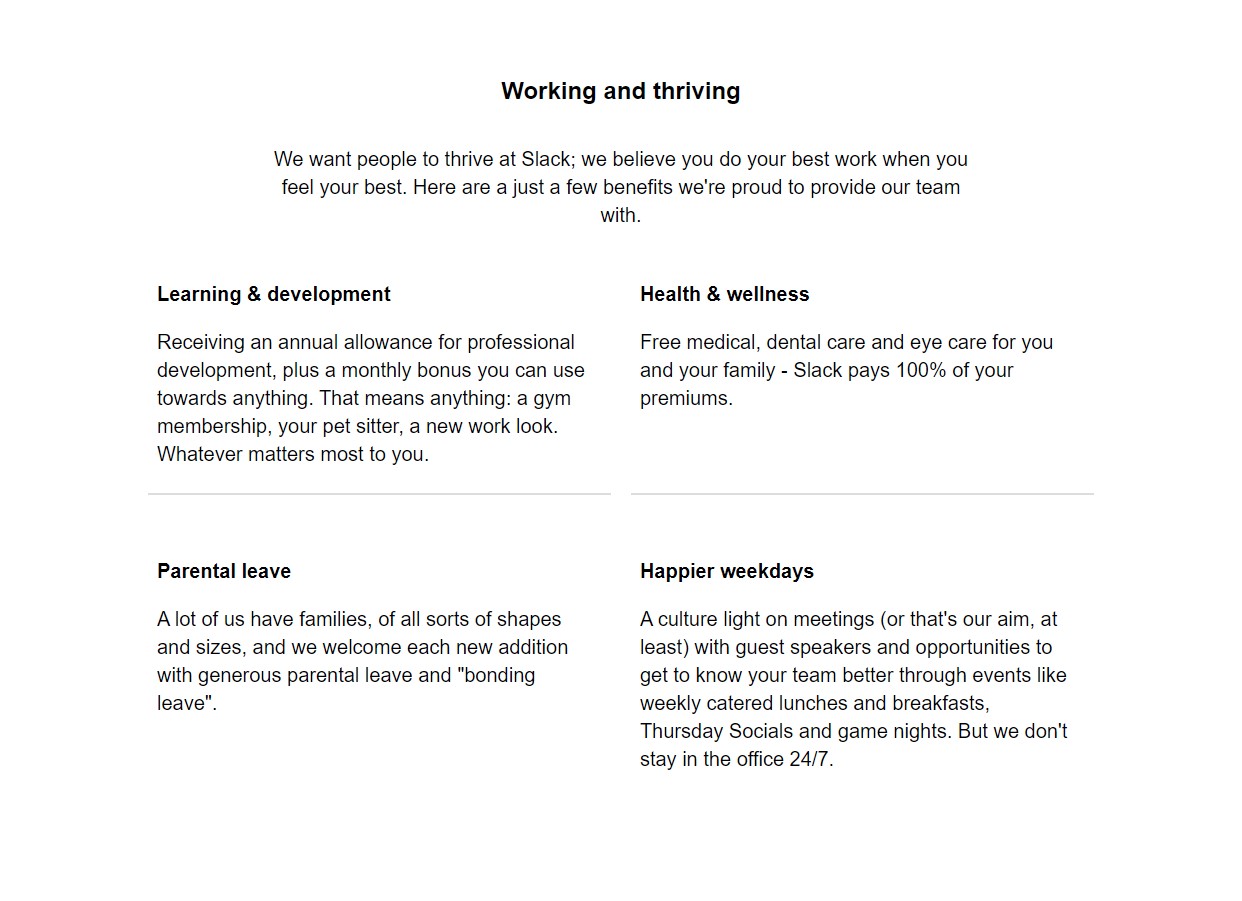 Working and thriving
We want people to thrive at Slack; we believe you do your best work when you
feel your best. Here are a just a few benefits we're proud to provide our team
with.
Learning & development
Receiving an annual allowance for professional
development, plus a monthly bonus you can use
towards anything. That means anything: a gym
membership, your pet sitter, a new work look.
Whatever matters most to you.
Health & wellness
Free medical, dental care and eye care for you
and your family - Slack pays 100% of your
premiums.
Parental leave
A lot of us have families, of all sorts of shapes
and sizes, and we welcome each new addition
with generous parental leave and "bonding
leave".
Happier weekdays
A culture light on meetings (or that's our aim, at
least) with guest speakers and opportunities to
get to know your team better through events like
weekly catered lunches and breakfasts,
Thursday Socials and game nights. But we don't
stay in the office 24/7.